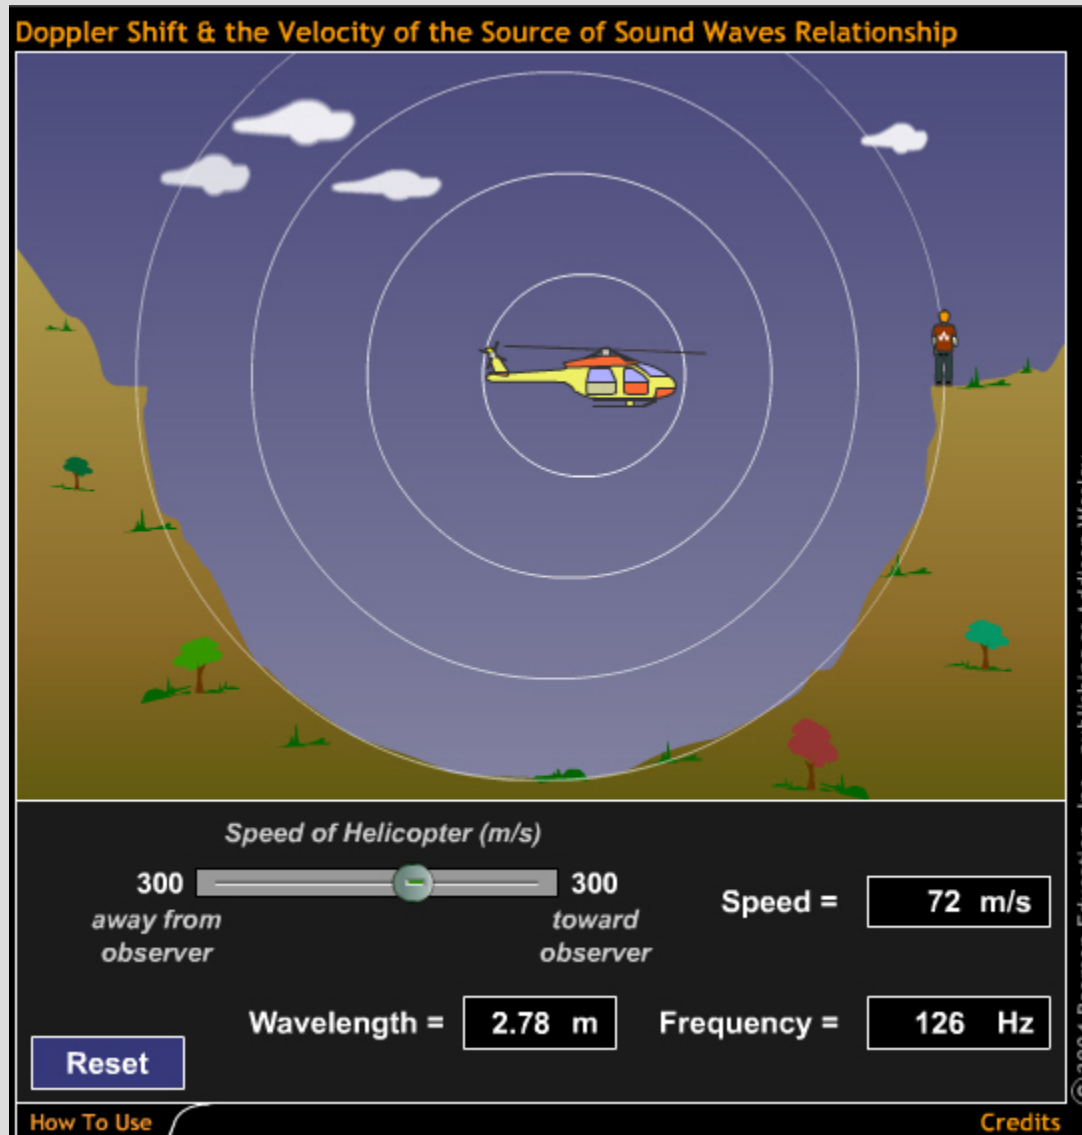 Doppler Shift & the Velocity of the Source of Sound Waves Relationship
Speed of Helicopter (m/s)
300
300
away from
observer
toward
observer
Speed =
72 m/s
Wavelength =
2.78 m
Frequency =
126 Hz
Reset
How To Use
Credits